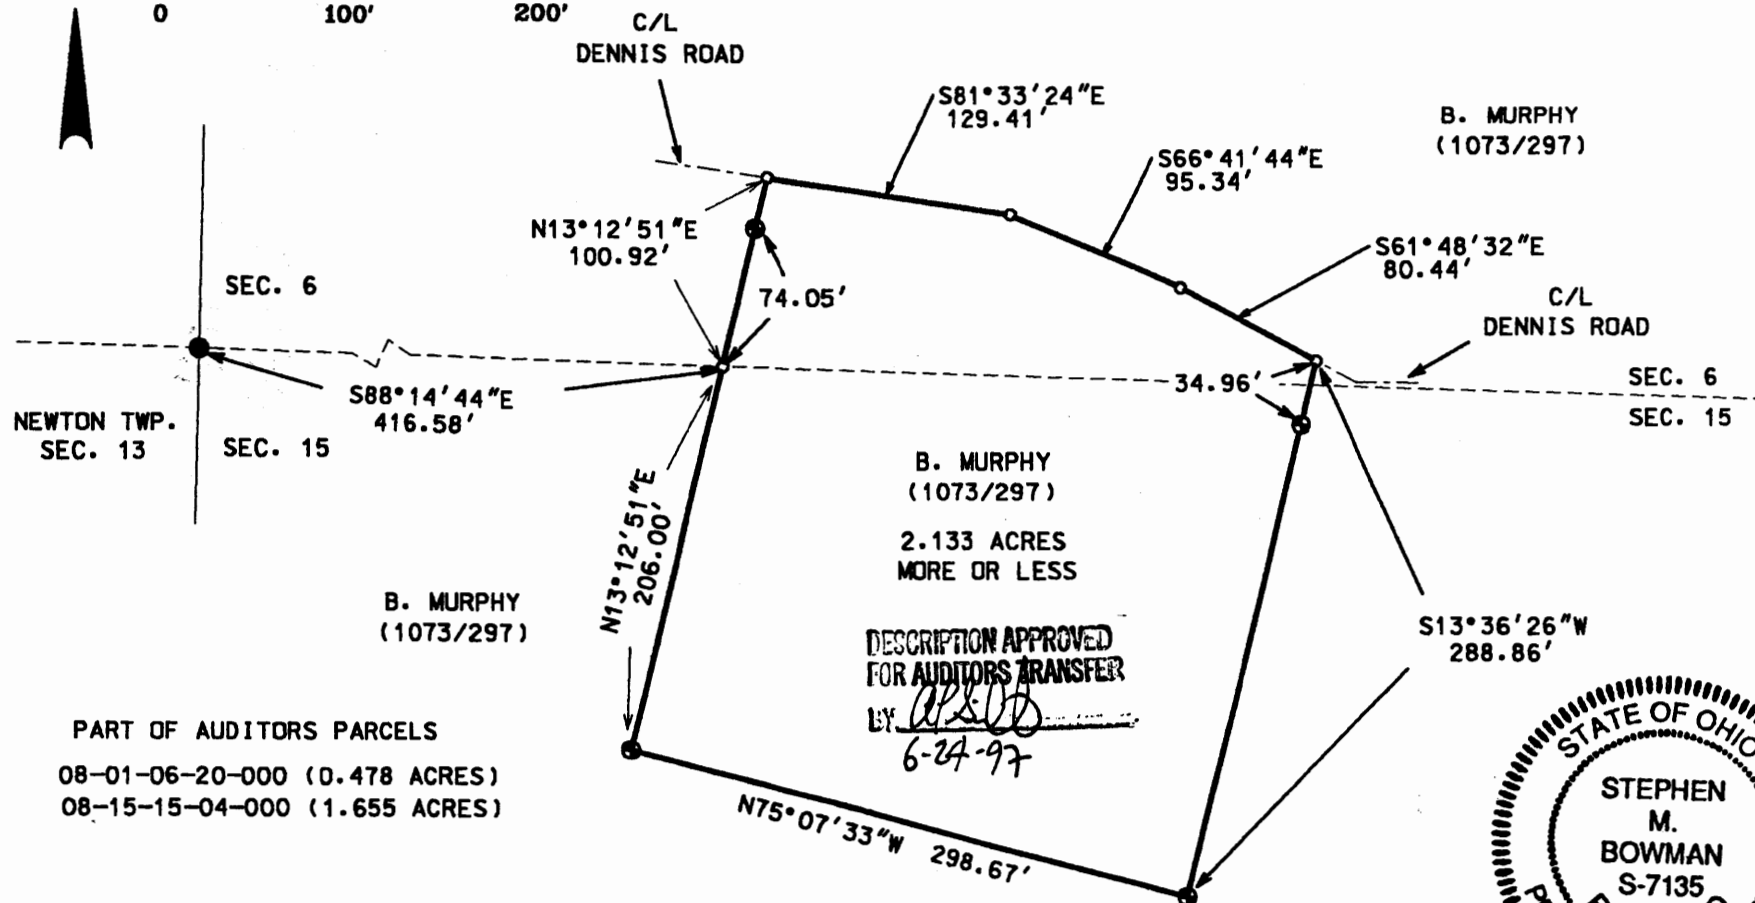 0 100' 200'
C/L
DENNIS ROAD
S81°33'24"E
129.41'
B. MURPHY
(1073/297)
S66°41'44"E
95.34'
N13°12'51"E
100.92'
S61°48'32"E
80.44'
SEC. 6
74.05'
C/L
DENNIS ROAD
S88°14'44"E
416.58'
34.96'
SEC. 6
SEC. 15
NEWTON TWP.
SEC. 13
SEC. 15
B. MURPHY
(1073/297)
2.133 ACRES
MORE OR LESS
N13°12'51"E
206.00'
B. MURPHY
(1073/297)
S13°36'26"W
288.86'
DESCRIPTION APPROVED
FOR AUDITORS TRANSFER
BY
6-24-97
PART OF AUDITORS PARCELS
08-01-06-20-000 (0.478 ACRES)
08-15-15-04-000 (1.655 ACRES)
N75°07'33"W 298.67'
STATE OF OHIO
STEPHEN
M.
BOWMAN
S-7135